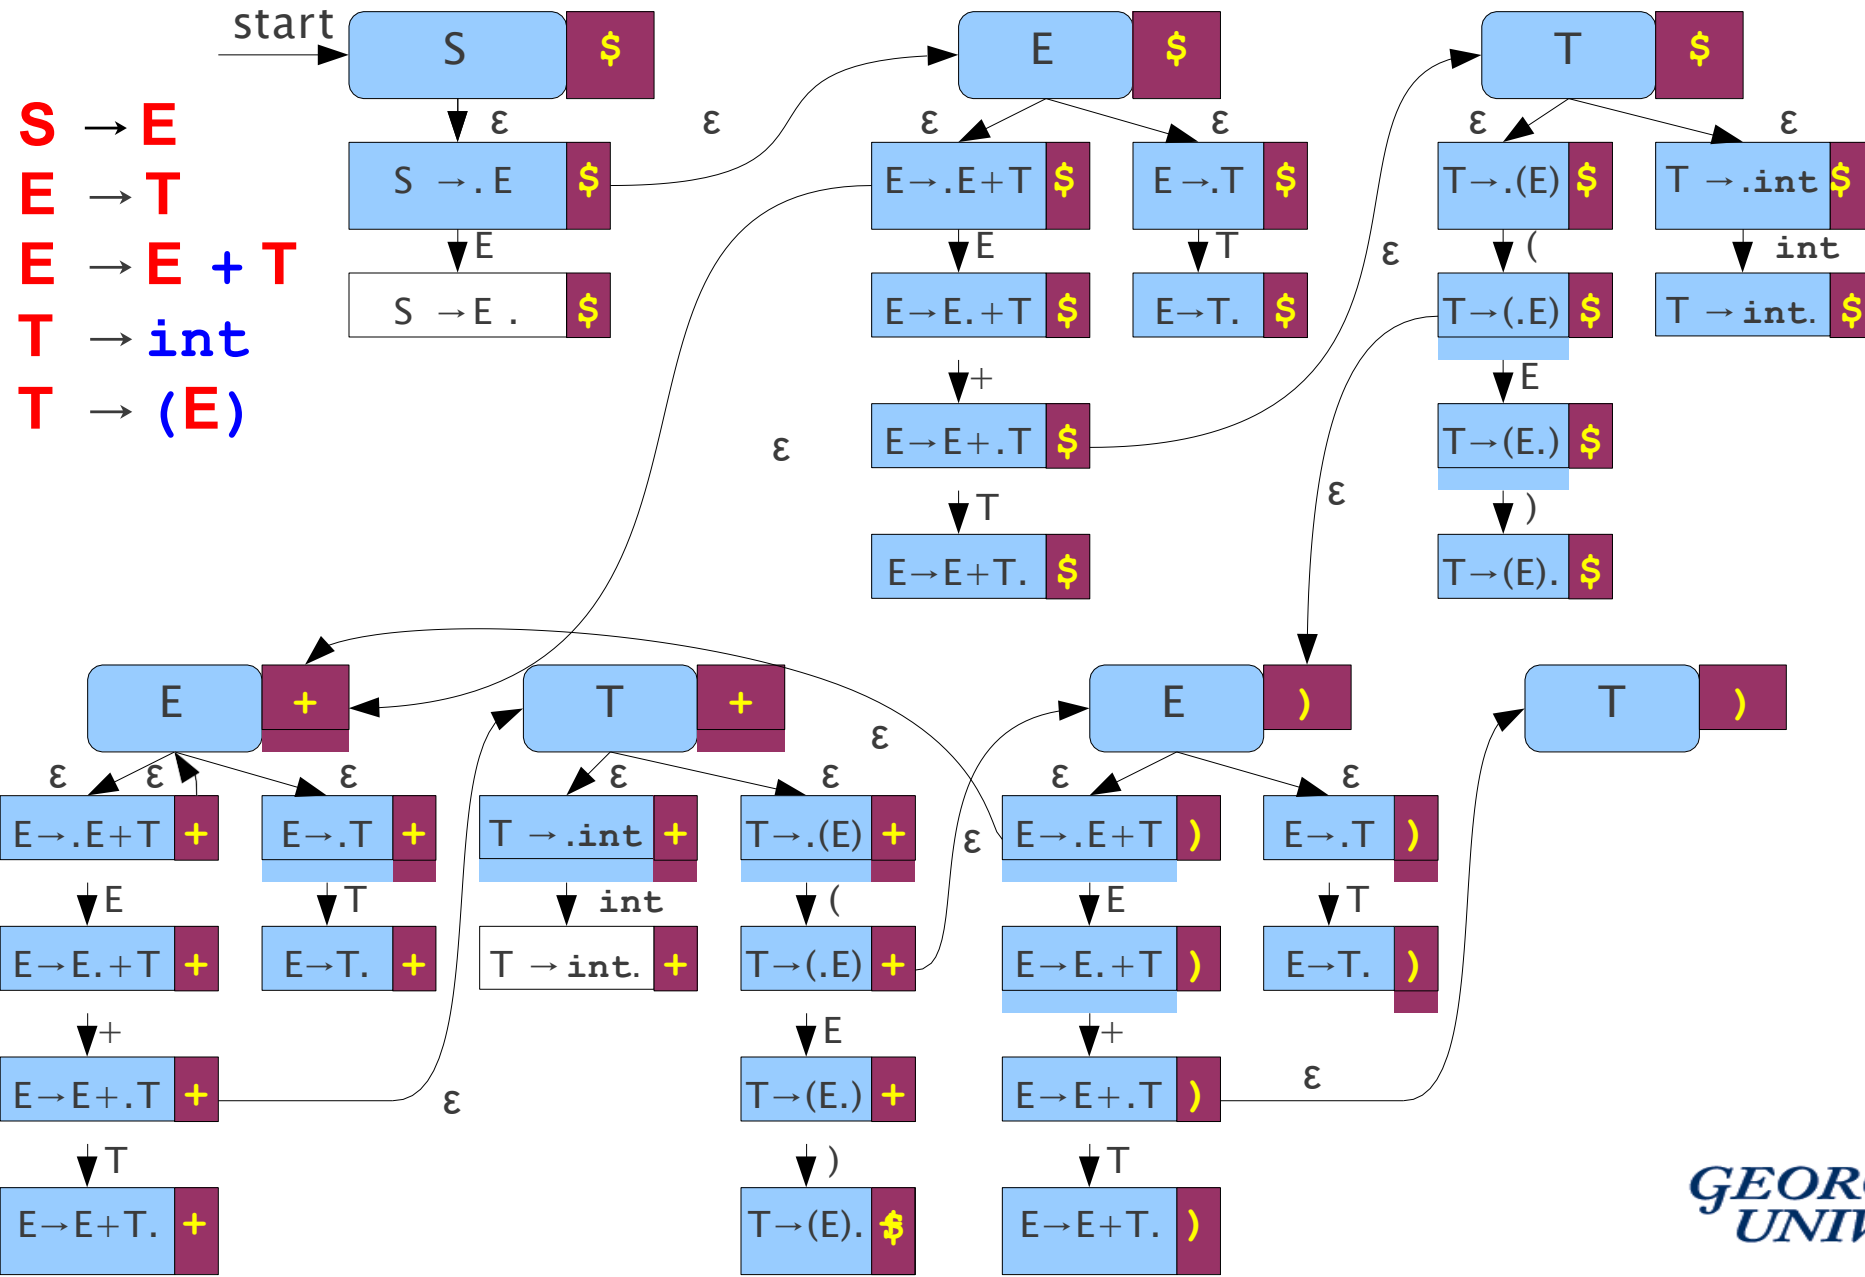 start
S $
E $
T $
S → E
E → T
E → E + T
T → int
T → (E)
ε
ε
ε
ε
ε
ε
S →.E $
E→.E+T $
E→.T $
T→.(E) $
T →.int $
E
E
T
ε
(
int
S →E . $
E→E.+T $
E→T. $
T→(.E) $
T →int. $
+
E
ε
E→E+.T $
T→(E.) $
T
ε
)
E→E+T. $
T→(E). $
E +
T +
E )
T )
ε
ε
ε
ε
ε
ε
ε
ε
E→.E+T +
E→.T +
T →.int +
T→.(E) +
ε
E→.E+T )
E→.T )
E
T
int
(
E
T
E→E.+T +
E→T. +
T →int. +
T→(.E) +
E→E.+T )
E→T. )
+
E
+
E→E+.T +
ε
T→(E.) +
E→E+.T )
ε
T
)
T
E→E+T. +
T→(E).
E→E+T. )